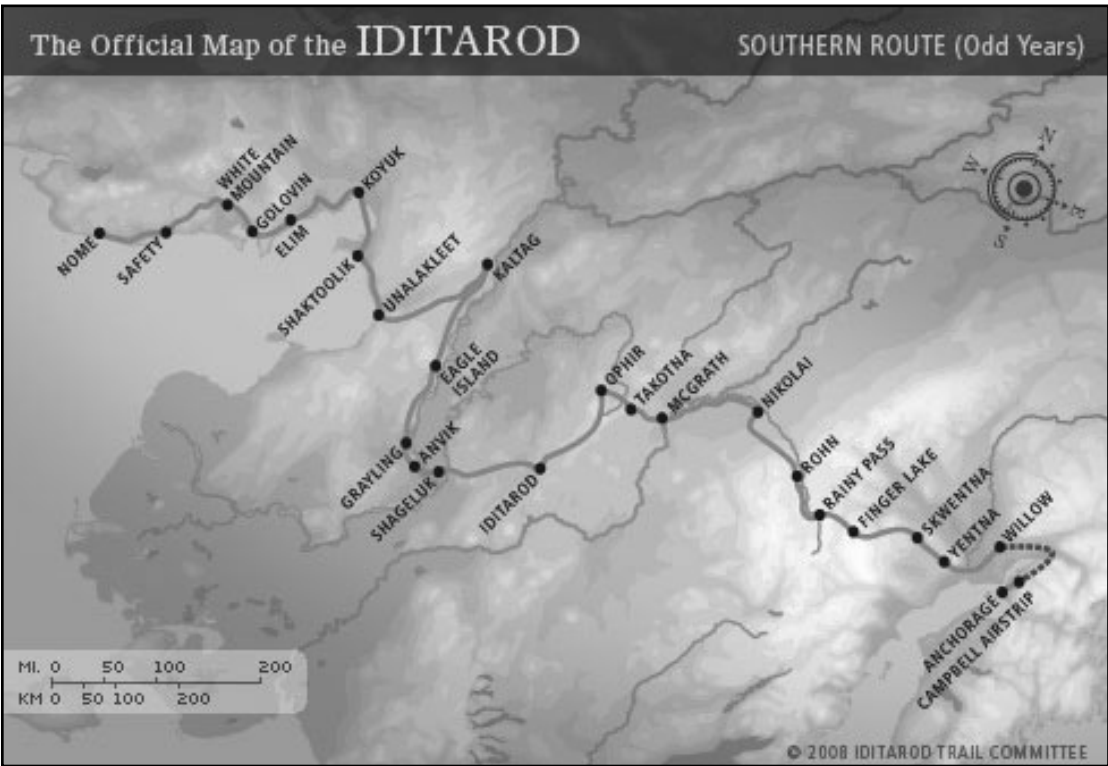 The Official Map of the IDITAROD
SOUTHERN ROUTE (Odd Years)
N
W
E
S
WHITE
MOUNTAIN
KOYUK
GOLOVIN
NOME
SAFETY
ELIM
SHAKTOOLIK
UNALAKLEET
KALTAG
EAGLE
ISLAND
OPHIR
TAKOTNA
MCGRATH
NIKOLAI
GRAYLING
ANVIK
SHAGELUK
IDITAROD
ROHN
RAINY PASS
FINGER LAKE
SKWENTNA
YENTNA
WILLOW
ANCHORAGE
CAMPBELL AIRSTRIP
MI. 0 50 100 200
KM 0 50 100 200
© 2008 IDITAROD TRAIL COMMITTEE